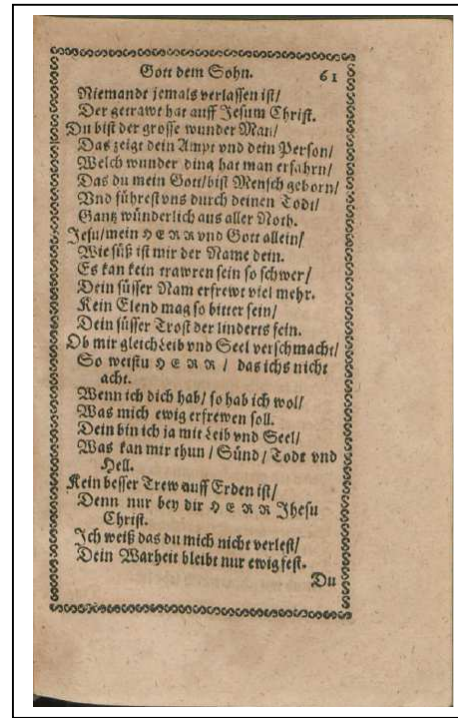 Gott dem Sohn. 61
Niemandt jemals verlassen ist/
Der getrawt hat auff Jesum Christ.
Du bist der grosse wunder Man/
Das zeigt dein Ampt vnd dein Person/
Welch wunder ding hat man erfahrn/
Das du mein Gott/bist Mensch geborn/
Vnd führest vns durch deinen Todt/
Gantz wünderlich aus aller Noth.
Jesu/mein HERR vnd Gott allein/
Wie süß ist mir der Name dein.
Es kan kein trawren sein so schwer/
Dein süsser Nam erfrewt viel mehr.
Kein Elend mag so bitter sein/
Dein süsser Trost der linderts fein.
Ob mir gleich Leib vnd Seel verschmacht/
So weistu HERR / das ichs nicht
acht.
Wenn ich dich hab/ so hab ich wol/
Was mich ewig erfrewen soll.
Dein bin ich ja mit Leib vnd Seel/
Was kan mir thun / Sünd / Todt vnd
Hell.
Kein besser Trew auff Erden ist/
Denn nur bey dir HERR Jhesu
Christ.
Ich weiß das du mich nicht verlest/
Dein Warheit bleibt nur ewig fest.
Du